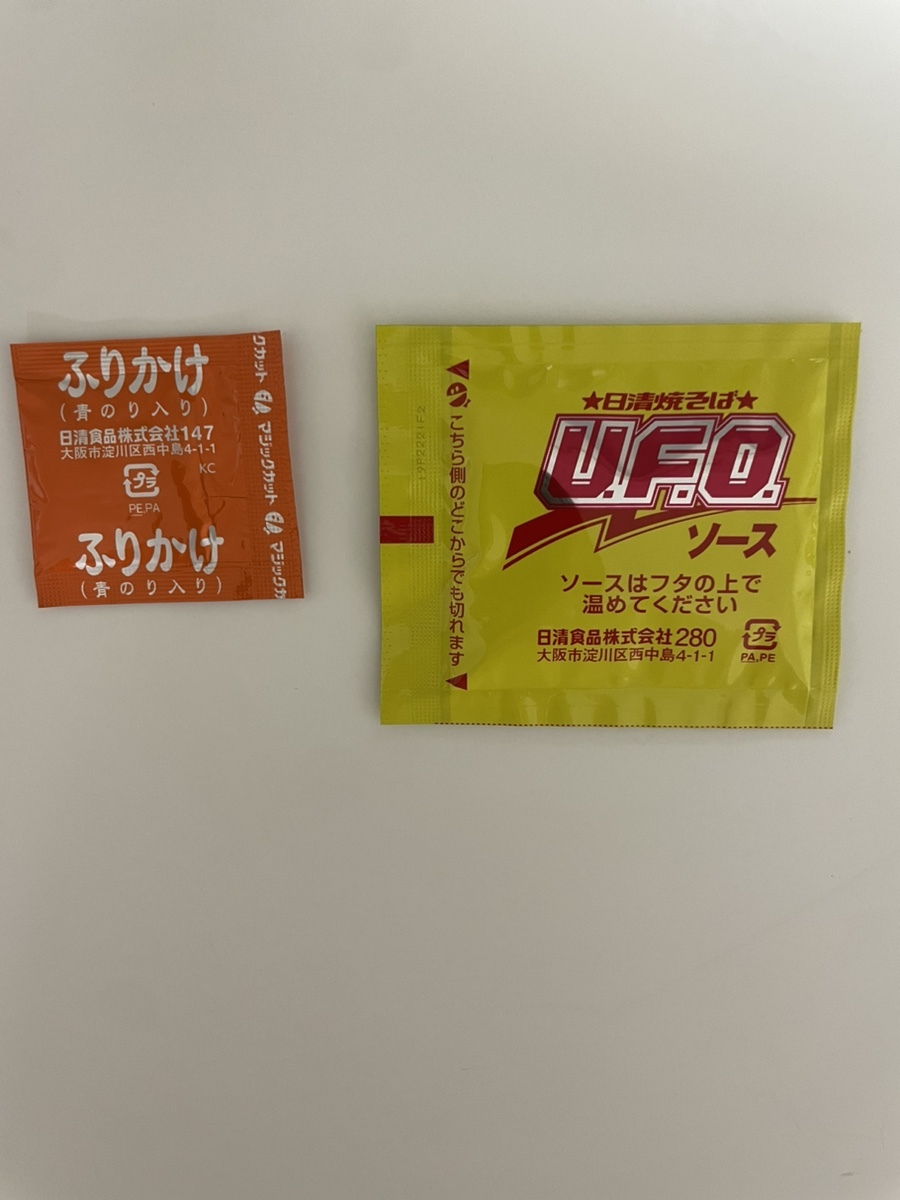 ふりかけ
(青のり入り)
日清食品株式会社147
大阪市淀川区西中島4-1-1
KC
プラ
PE,PA
ふりかけ
(青のり入り)
グカット
マジックカット
マジックカ
こちら側のどこからでも切れます
★日清焼そば★
U.F.O.
ソース
ソースはフタの上で
温めてください
日清食品株式会社280
大阪市淀川区西中島4-1-1
プラ
PA,PE